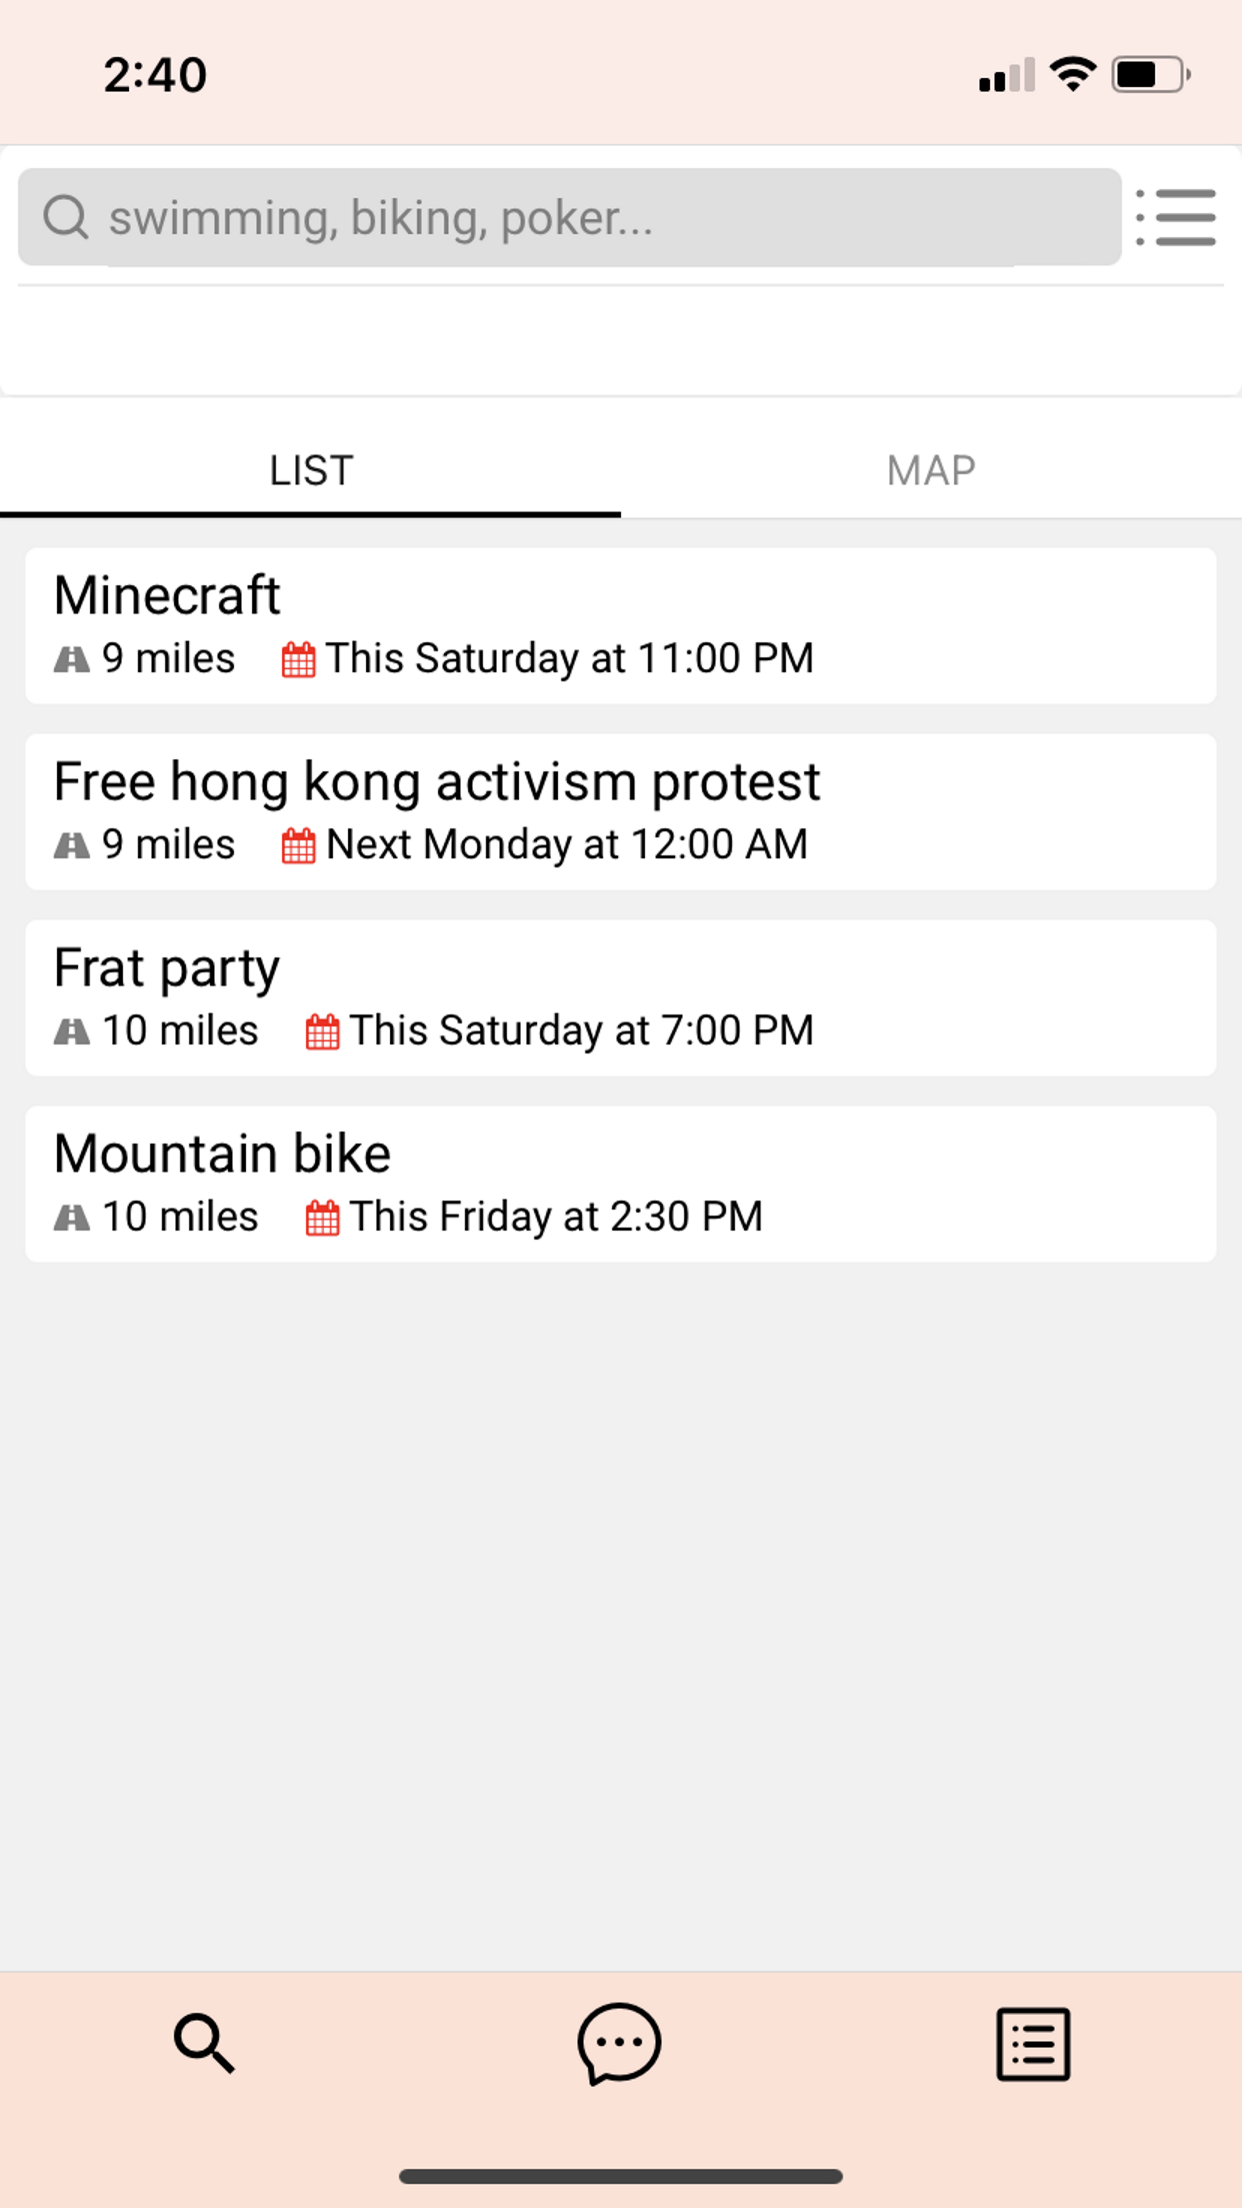 2:40
swimming, biking, poker...
LIST
MAP
Minecraft
9 miles This Saturday at 11:00 PM
Free hong kong activism protest
9 miles Next Monday at 12:00 AM
Frat party
10 miles This Saturday at 7:00 PM
Mountain bike
10 miles This Friday at 2:30 PM